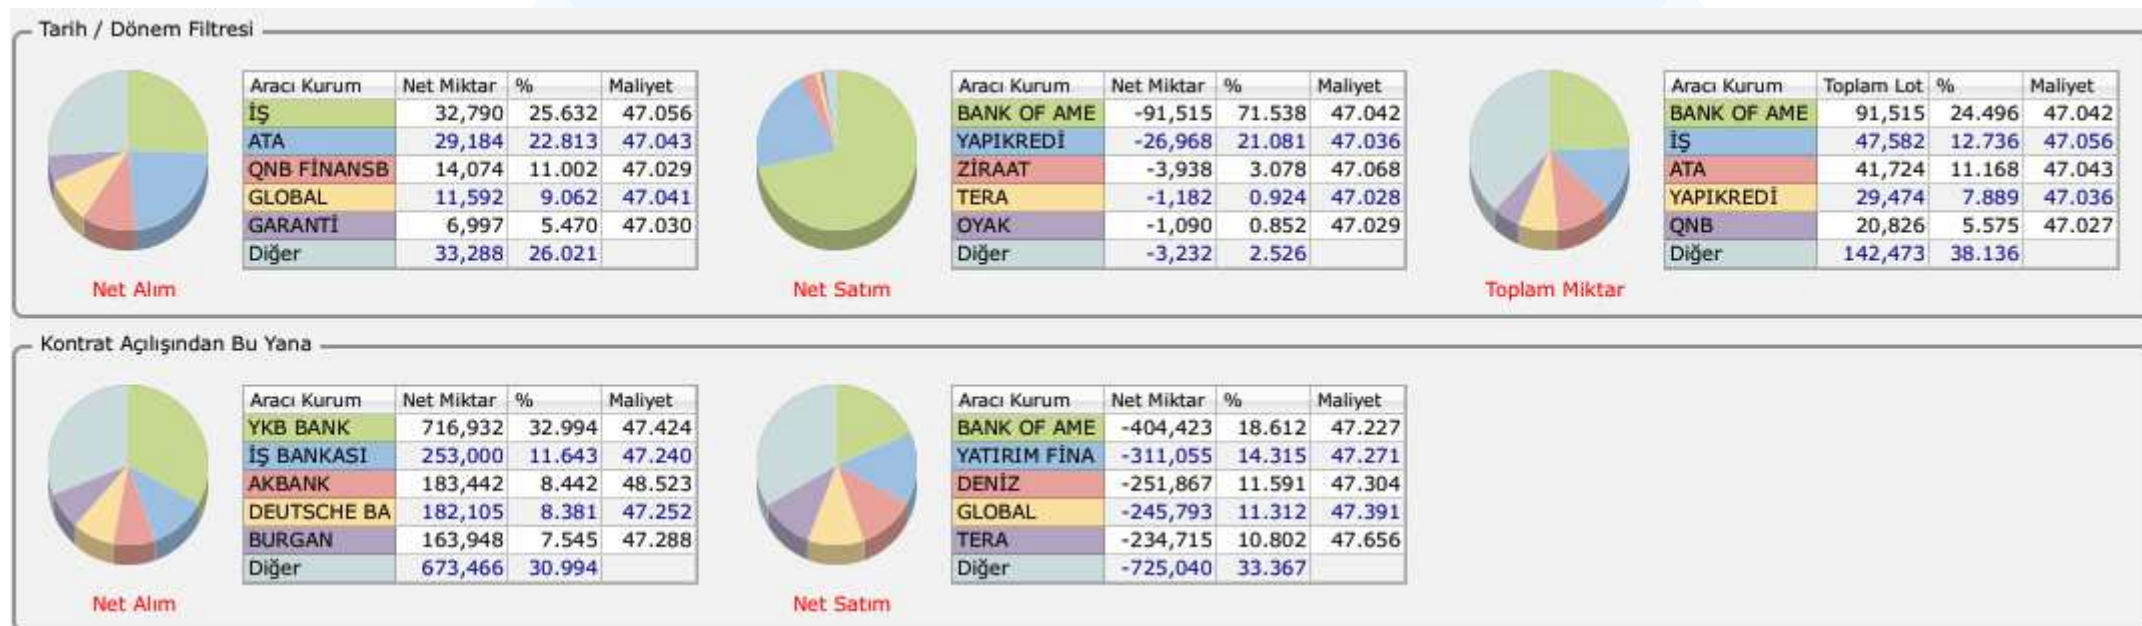 Tarih / Dönem Filtresi
Aracı Kurum Net Miktar % Maliyet
İŞ 32,790 25.632 47.056
ATA 29,184 22.813 47.043
QNB FİNANSB 14,074 11.002 47.029
GLOBAL 11,592 9.062 47.041
GARANTİ 6,997 5.470 47.030
Diğer 33,288 26.021
Net Alım
Aracı Kurum Net Miktar % Maliyet
BANK OF AME -91,515 71.538 47.042
YAPIKREDİ -26,968 21.081 47.036
ZİRAAT -3,938 3.078 47.068
TERA -1,182 0.924 47.028
OYAK -1,090 0.852 47.029
Diğer -3,232 2.526
Net Satım
Aracı Kurum Toplam Lot % Maliyet
BANK OF AME 91,515 24.496 47.042
İŞ 47,582 12.736 47.056
ATA 41,724 11.168 47.043
YAPIKREDİ 29,474 7.889 47.036
QNB 20,826 5.575 47.027
Diğer 142,473 38.136
Toplam Miktar
Kontrat Açılışından Bu Yana
Aracı Kurum Net Miktar % Maliyet
YKB BANK 716,932 32.994 47.424
İŞ BANKASI 253,000 11.643 47.240
AKBANK 183,442 8.442 48.523
DEUTSCHE BA 182,105 8.381 47.252
BURGAN 163,948 7.545 47.288
Diğer 673,466 30.994
Net Alım
Aracı Kurum Net Miktar % Maliyet
BANK OF AME -404,423 18.612 47.227
YATIRIM FİNA -311,055 14.315 47.271
DENİZ -251,867 11.591 47.304
GLOBAL -245,793 11.312 47.391
TERA -234,715 10.802 47.656
Diğer -725,040 33.367
Net Satım